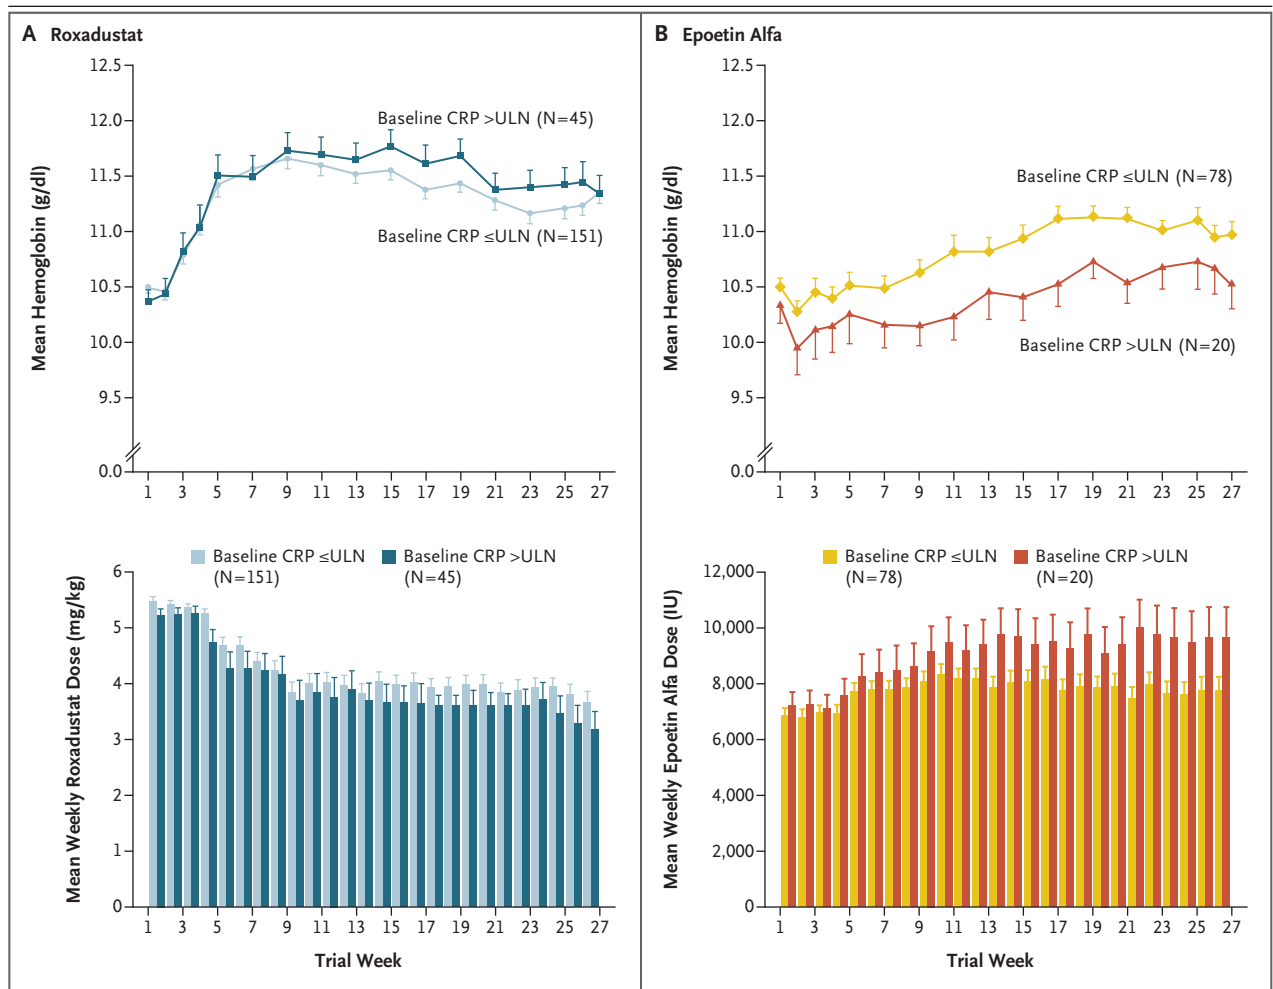 A Roxadustat
12.5
12.0
11.5
11.0
10.5
10.0
9.5
0.0
Mean Hemoglobin (g/dl)
Baseline CRP >ULN (N=45)
Baseline CRP ≤ULN (N=151)
1 3 5 7 9 11 13 15 17 19 21 23 25 27
Baseline CRP ≤ULN
(N=151)
Baseline CRP >ULN
(N=45)
6
5
4
3
2
1
0
Mean Weekly Roxadustat Dose (mg/kg)
1 3 5 7 9 11 13 15 17 19 21 23 25 27
Trial Week
B Epoetin Alfa
12.5
12.0
11.5
11.0
10.5
10.0
9.5
0.0
Mean Hemoglobin (g/dl)
Baseline CRP ≤ULN (N=78)
Baseline CRP >ULN (N=20)
1 3 5 7 9 11 13 15 17 19 21 23 25 27
Baseline CRP ≤ULN
(N=78)
Baseline CRP >ULN
(N=20)
12,000
10,000
8,000
6,000
4,000
2,000
0
Mean Weekly Epoetin Alfa Dose (IU)
1 3 5 7 9 11 13 15 17 19 21 23 25 27
Trial Week